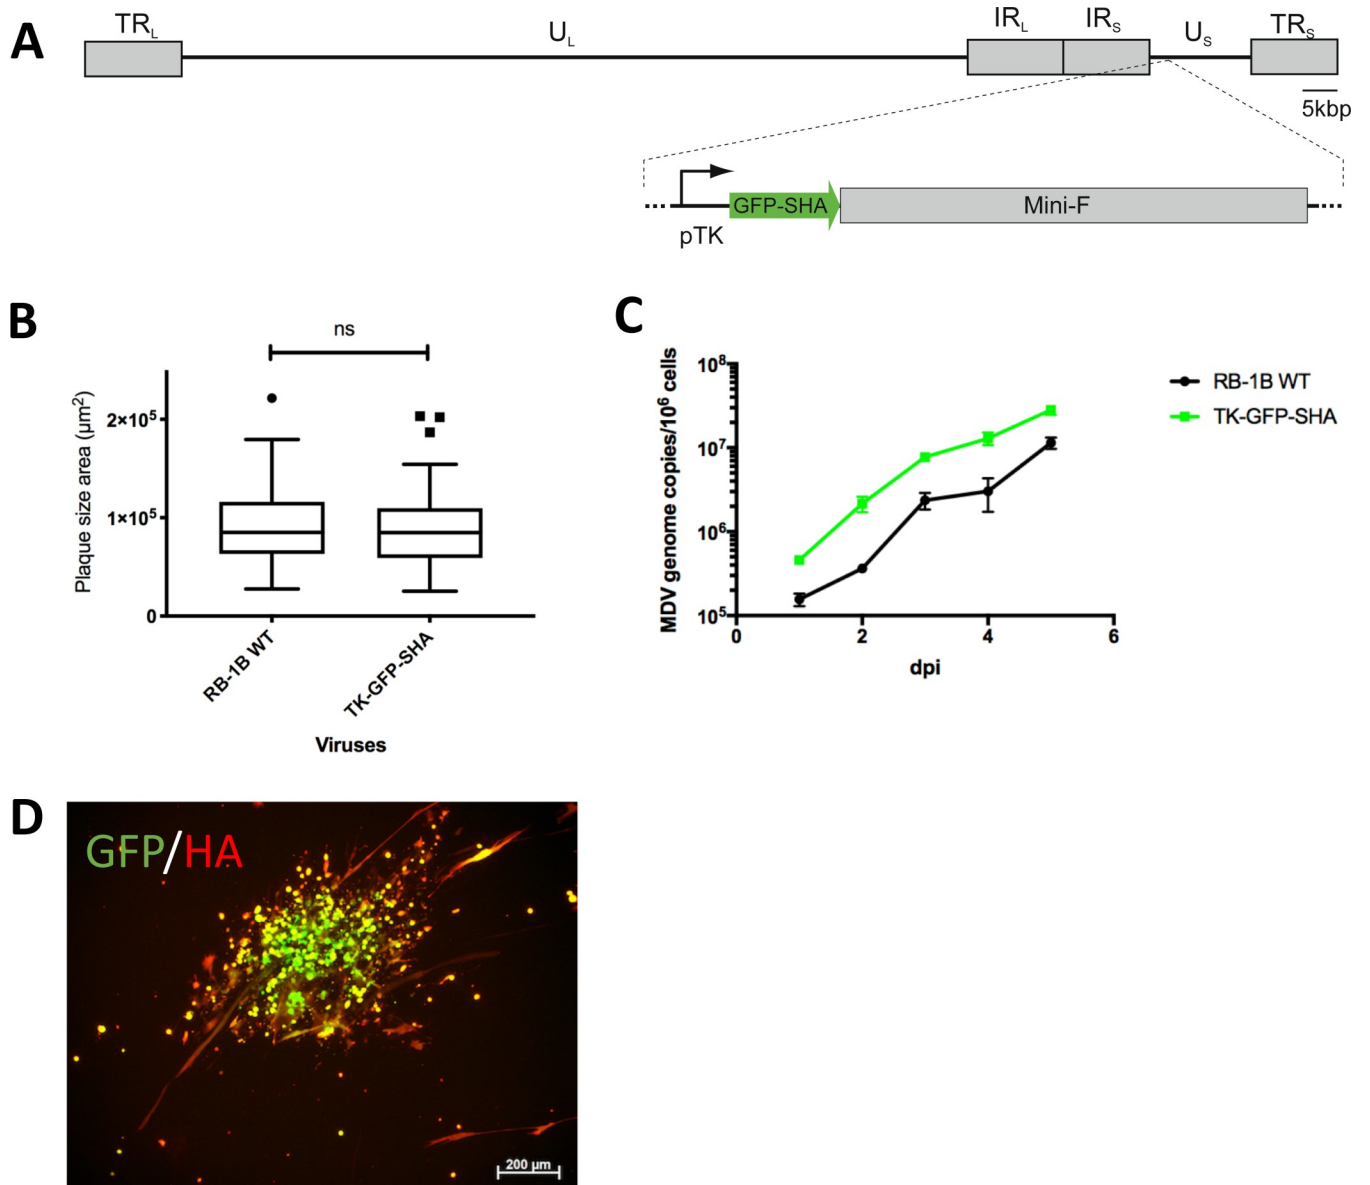 A
TRL
UL
IRL
IRS
US
TRS
5kbp
GFP-SHA
Mini-F
pTK
B
ns
Plaque size area (µm²)
2×10⁵
1×10⁵
0
RB-1B WT
TK-GFP-SHA
Viruses
C
MDV genome copies/10⁶ cells
10⁸
10⁷
10⁶
10⁵
0
2
4
6
dpi
RB-1B WT
TK-GFP-SHA
D
GFP/HA
200 µm